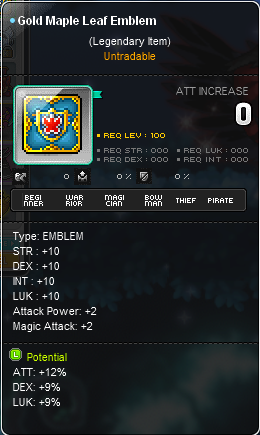 Gold Maple Leaf Emblem
(Legendary Item)
Untradable
ATT INCREASE
0
REQ LEV : 100
REQ STR : 000 REQ LUK : 000
REQ DEX : 000 REQ INT : 000
0 0 % 0 %
BEGINNER WARRIOR MAGICIAN BOWMAN THIEF PIRATE
Type: EMBLEM
STR : +10
DEX : +10
INT : +10
LUK : +10
Attack Power: +2
Magic Attack: +2
L Potential
ATT: +12%
DEX: +9%
LUK: +9%